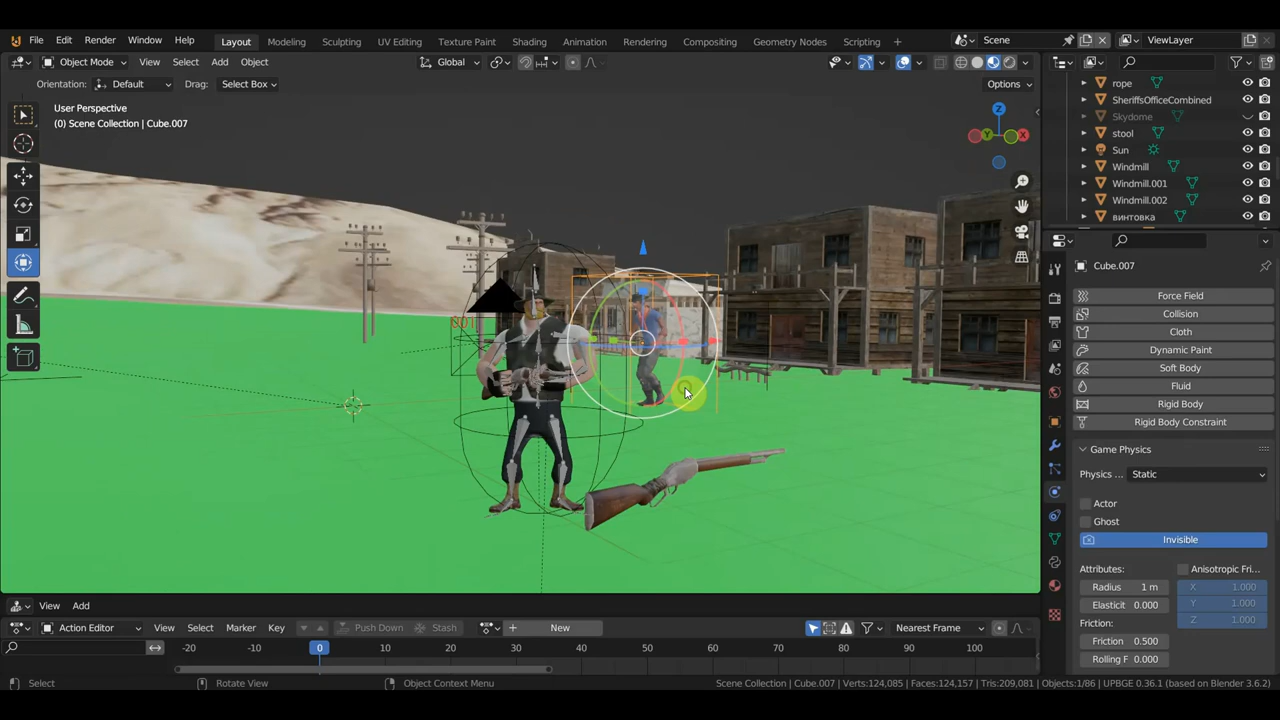 File Edit Render Window Help Layout Modeling Sculpting UV Editing Texture Paint Shading Animation Rendering Compositing Geometry Nodes Scripting + Scene ViewLayer
Object Mode View Select Add Object Global
Orientation: Default Drag: Select Box Options
User Perspective
(0) Scene Collection | Cube.007
Z
Y
X
rope
SheriffsOfficeCombined
Skydome
stool
Sun
Windmill
Windmill.001
Windmill.002
винтовка
Cube.007
Force Field
Collision
Cloth
Dynamic Paint
Soft Body
Fluid
Rigid Body
Rigid Body Constraint
Game Physics
Physics ... Static
Actor
Ghost
Invisible
Attributes: Anisotropic Fri...
Radius 1 m X 1.000
Elasticit 0.000 Y 1.000
Friction: Z 1.000
Friction 0.500
Rolling F 0.000
View Add
Action Editor View Select Marker Key Push Down Stash New Nearest Frame
-20 -10 0 10 20 30 40 50 60 70 80 90 100
Select Rotate View Object Context Menu Scene Collection | Cube.007 | Verts:124,085 | Faces:124,157 | Tris:209,081 | Objects:1/86 | UPBGE 0.36.1 (based on Blender 3.6.2)